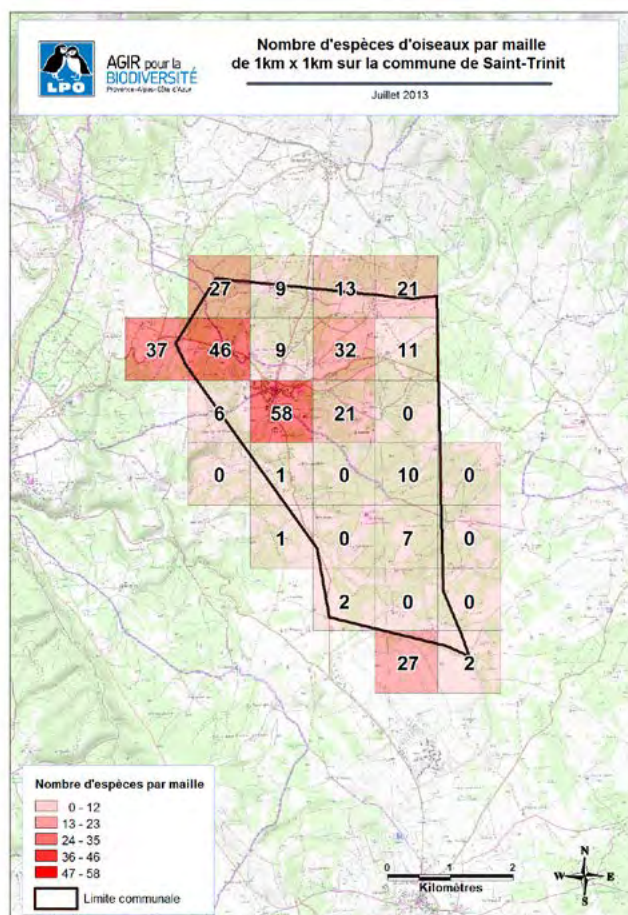 LPO
AGIR pour la
BIODIVERSITÉ
Provence-Alpes-Côte d'Azur
Nombre d'espèces d'oiseaux par maille
de 1km x 1km sur la commune de Saint-Trinit
Juillet 2013
27 9 13 21
37 46 9 32 11
6 58 21 0
0 1 0 10 0
1 0 7 0
2 0 0
27 2
Nombre d'espèces par maille
0 - 12
13 - 23
24 - 35
36 - 46
47 - 58
Limite communale
0 1 2
Kilomètres
N
W E
S